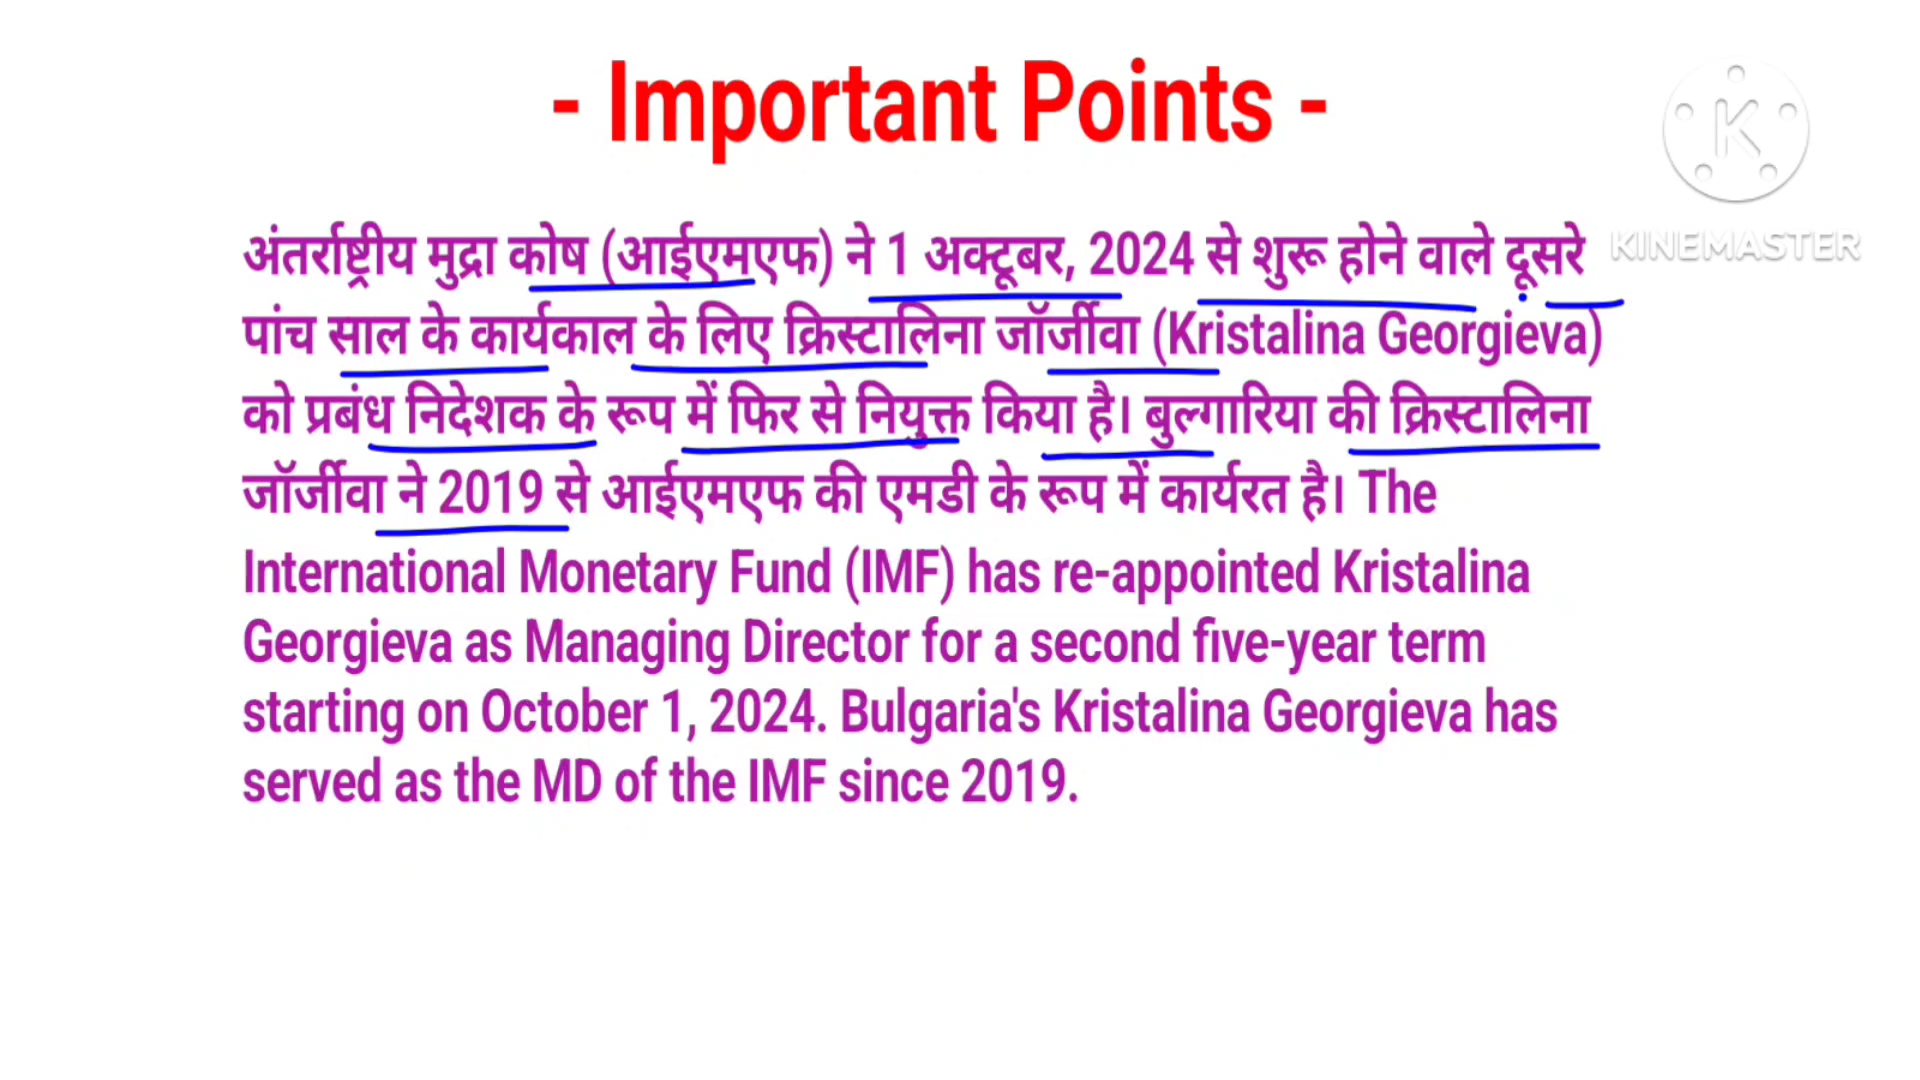 - Important Points -
KINEMASTER
अंतर्राष्ट्रीय मुद्रा कोष (आईएमएफ) ने 1 अक्टूबर, 2024 से शुरू होने वाले दूसरे
पांच साल के कार्यकाल के लिए क्रिस्टालिना जॉर्जीवा (Kristalina Georgieva)
को प्रबंध निदेशक के रूप में फिर से नियुक्त किया है। बुल्गारिया की क्रिस्टालिना
जॉर्जीवा ने 2019 से आईएमएफ की एमडी के रूप में कार्यरत है। The
International Monetary Fund (IMF) has re-appointed Kristalina
Georgieva as Managing Director for a second five-year term
starting on October 1, 2024. Bulgaria's Kristalina Georgieva has
served as the MD of the IMF since 2019.